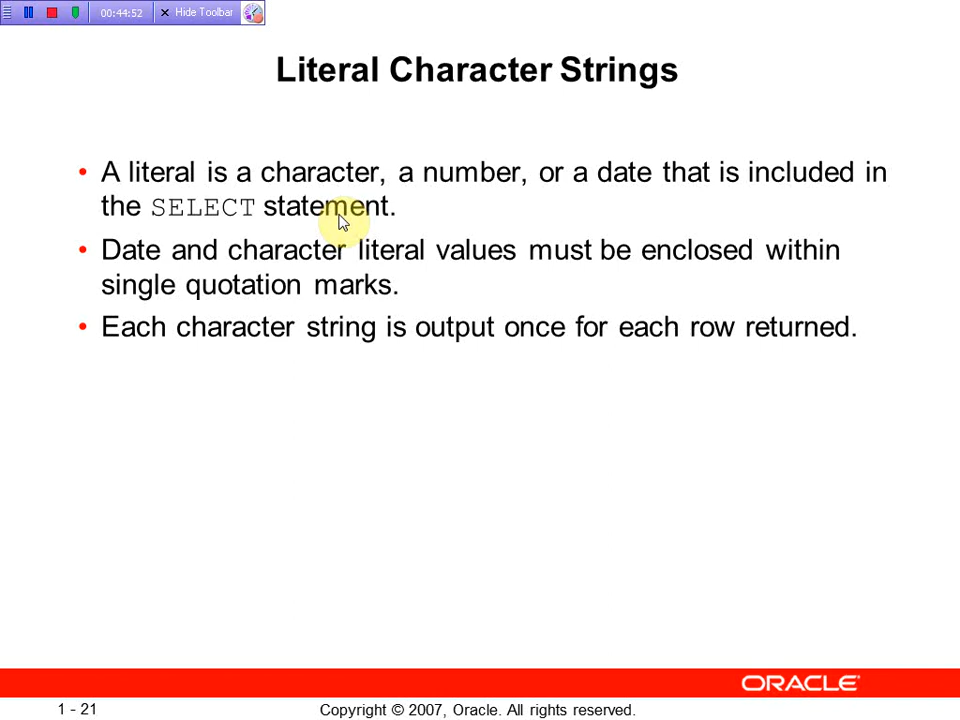 00:44:52 Hide Toolbar
Literal Character Strings
• A literal is a character, a number, or a date that is included in
the SELECT statement.
• Date and character literal values must be enclosed within
single quotation marks.
• Each character string is output once for each row returned.
ORACLE
1 - 21
Copyright © 2007, Oracle. All rights reserved.